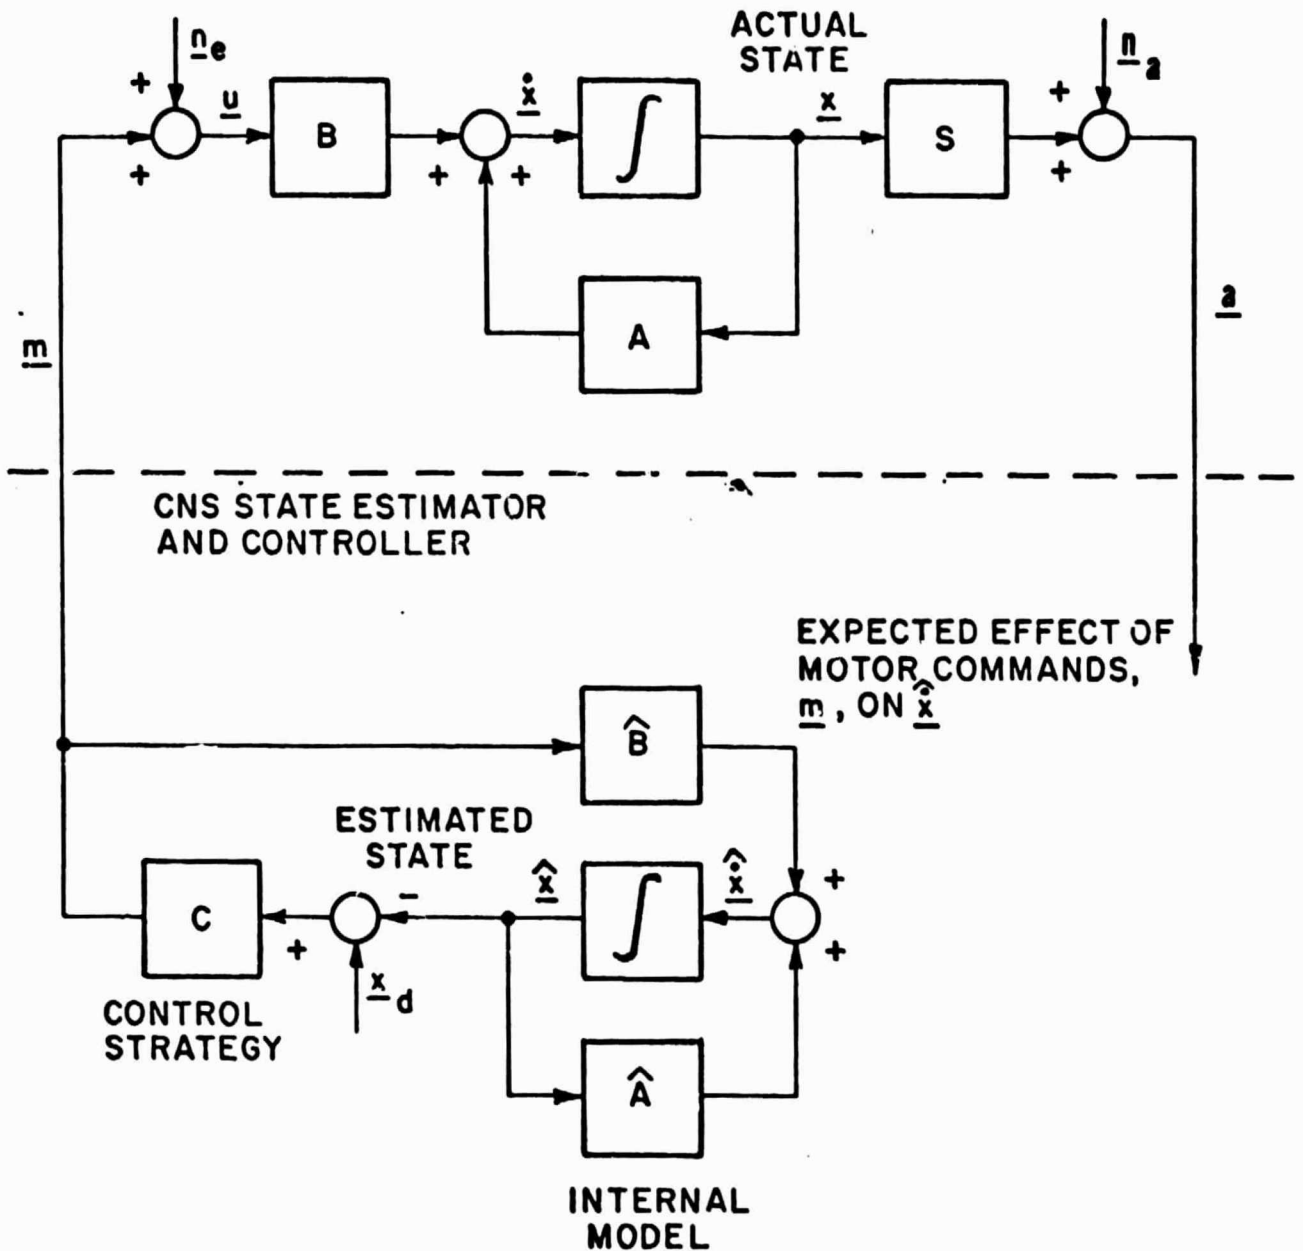 ACTUAL
STATE
n_e
+
+
u
B
+
+
ẋ
∫
x
S
+
+
n_a
A
m
a
CNS STATE ESTIMATOR
AND CONTROLLER
EXPECTED EFFECT OF
MOTOR COMMANDS,
m, ON x̂̇
B̂
ESTIMATED
STATE
C
+
-
x̂
∫
x̂̇
+
+
x_d
CONTROL
STRATEGY
Â
INTERNAL
MODEL